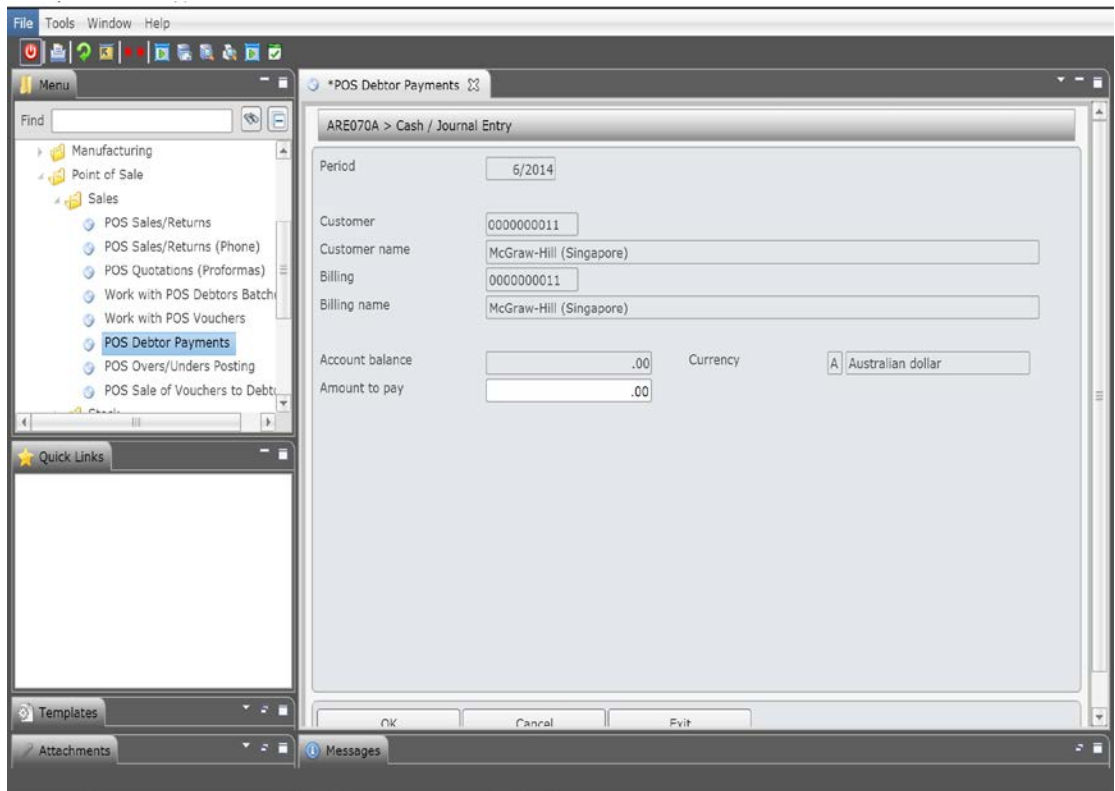 File Tools Window Help
Menu
Find
Manufacturing
Point of Sale
Sales
POS Sales/Returns
POS Sales/Returns (Phone)
POS Quotations (Proformas)
Work with POS Debtors Batch
Work with POS Vouchers
POS Debtor Payments
POS Overs/Unders Posting
POS Sale of Vouchers to Debto
Stock
Quick Links
Templates
Attachments
*POS Debtor Payments
ARE070A > Cash / Journal Entry
Period 6/2014
Customer 0000000011
Customer name McGraw-Hill (Singapore)
Billing 0000000011
Billing name McGraw-Hill (Singapore)
Account balance .00 Currency A Australian dollar
Amount to pay .00
OK Cancel Exit
Messages